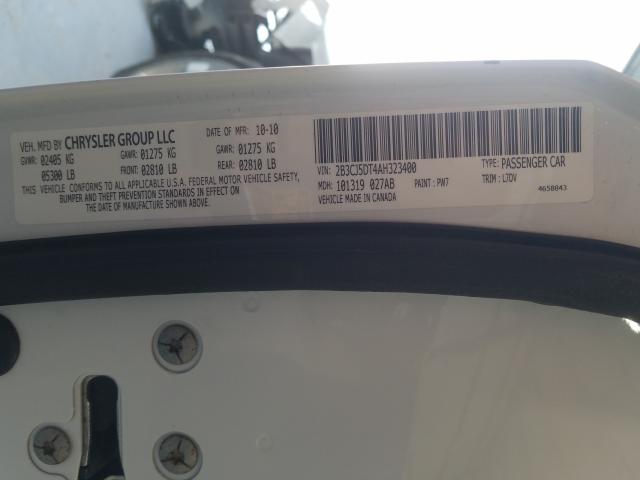 VEH. MFD BY CHRYSLER GROUP LLC DATE OF MFR: 10-10
GVWR: 02405 KG GAWR: 01275 KG GAWR: 01275 KG
05300 LB FRONT: 02810 LB REAR: 02810 LB
THIS VEHICLE CONFORMS TO ALL APPLICABLE U.S.A. FEDERAL MOTOR VEHICLE SAFETY,
BUMPER AND THEFT PREVENTION STANDARDS IN EFFECT ON
THE DATE OF MANUFACTURE SHOWN ABOVE.
VIN: 2B3CJ5DT4AH323400 TYPE: PASSENGER CAR
MDH: 101319 027AB PAINT: PW7 TRIM: L7DV
VEHICLE MADE IN CANADA 4658843